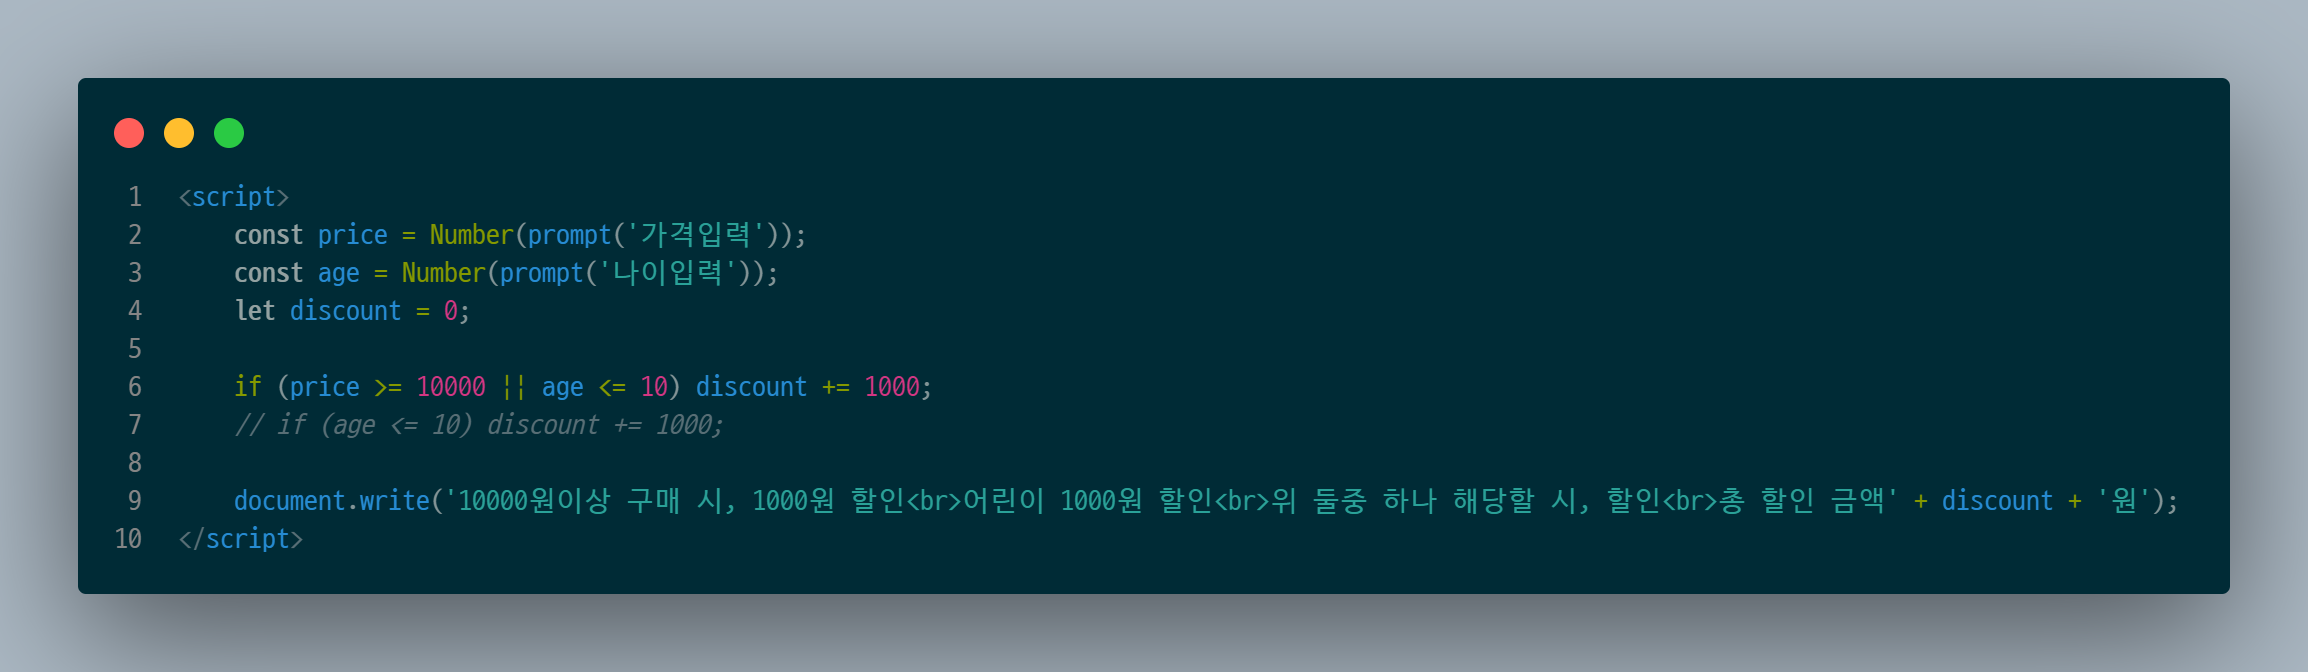 1 <script>
2     const price = Number(prompt('가격입력'));
3     const age = Number(prompt('나이입력'));
4     let discount = 0;
5
6     if (price >= 10000 || age <= 10) discount += 1000;
7     // if (age <= 10) discount += 1000;
8
9     document.write('10000원이상 구매 시, 1000원 할인<br>어린이 1000원 할인<br>위 둘중 하나 해당할 시, 할인<br>총 할인 금액' + discount + '원');
10 </script>